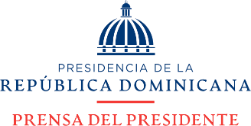 PRESIDENCIA DE LA
REPÚBLICA DOMINICANA
PRENSA DEL PRESIDENTE